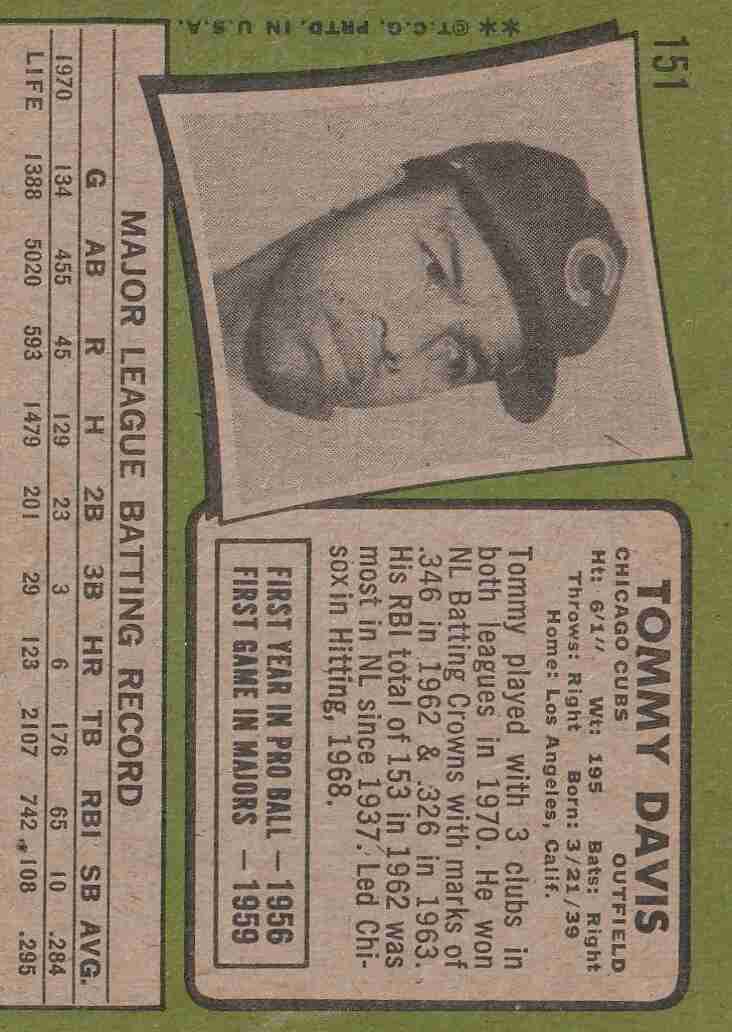 151
TOMMY DAVIS
CHICAGO CUBS OUTFIELD
Ht: 6'1" Wt: 195 Bats: Right
Throws: Right Born: 3/21/39
Home: Los Angeles, Calif.
Tommy played with 3 clubs in
both leagues in 1970. He won
NL Batting Crowns with marks of
.346 in 1962 & .326 in 1963.
His RBI total of 153 in 1962 was
most in NL since 1937. Led Chi-
sox in Hitting, 1968.
FIRST YEAR IN PRO BALL — 1956
FIRST GAME IN MAJORS — 1959
C
MAJOR LEAGUE BATTING RECORD
G AB R H 2B 3B HR TB RBI SB AVG.
1970 134 455 45 129 23 3 6 176 65 10 .284
LIFE 1388 5020 593 1479 201 29 123 2107 742 108 .295
**©T.C.G. PRTD. IN U.S.A.